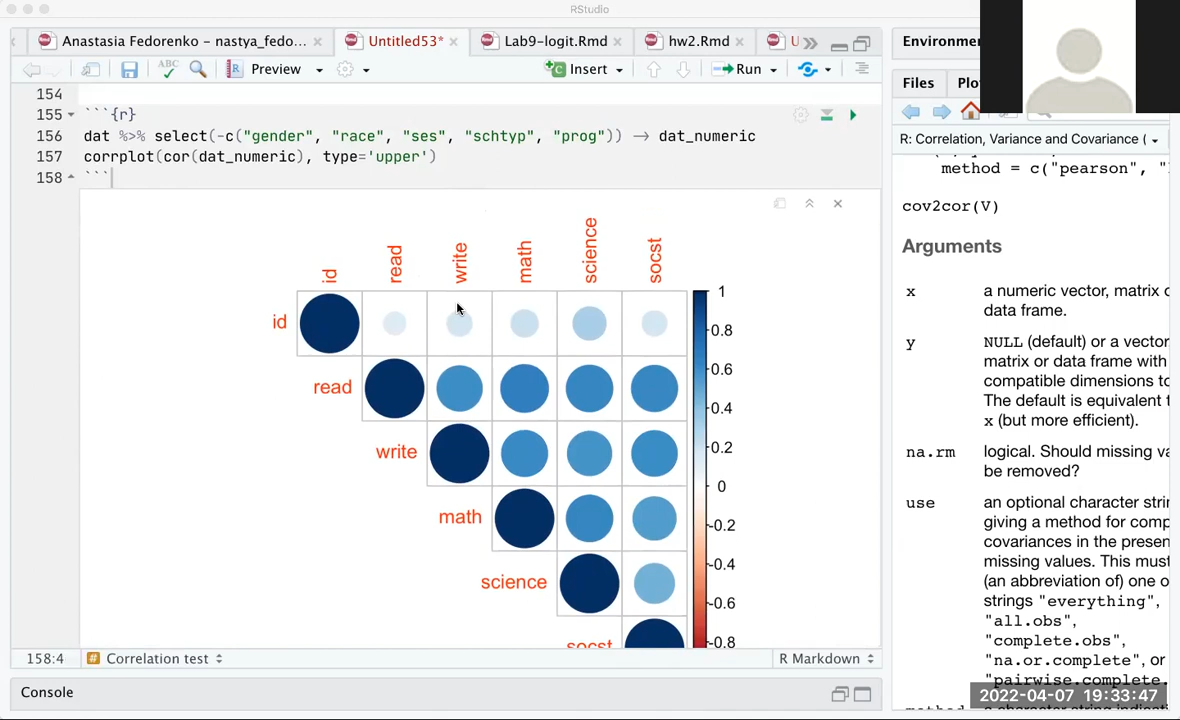 RStudio
Anastasia Fedorenko – nastya_fedo...
Untitled53*
Lab9-logit.Rmd
hw2.Rmd
U
Environme
ABC
Preview
Insert
Run
Files
Plo
154
155
```{r}
156
dat %>% select(-c("gender", "race", "ses", "schtyp", "prog")) -> dat_numeric
157
corrplot(cor(dat_numeric), type='upper')
158
```
R: Correlation, Variance and Covariance (
method = c("pearson", "
cov2cor(V)
Arguments
x
a numeric vector, matrix o
data frame.
y
NULL (default) or a vector
matrix or data frame with
compatible dimensions to
The default is equivalent t
x (but more efficient).
na.rm
logical. Should missing va
be removed?
use
an optional character strin
giving a method for comp
covariances in the presen
missing values. This must
(an abbreviation of) one o
strings "everything",
"all.obs",
"complete.obs",
"na.or.complete", or
"pairwise.complete.
id
read
write
math
science
socst
id
read
write
math
science
socst
1
0.8
0.6
0.4
0.2
0
-0.2
-0.4
-0.6
-0.8
158:4
Correlation test
R Markdown
Console
2022-04-07 19:33:47